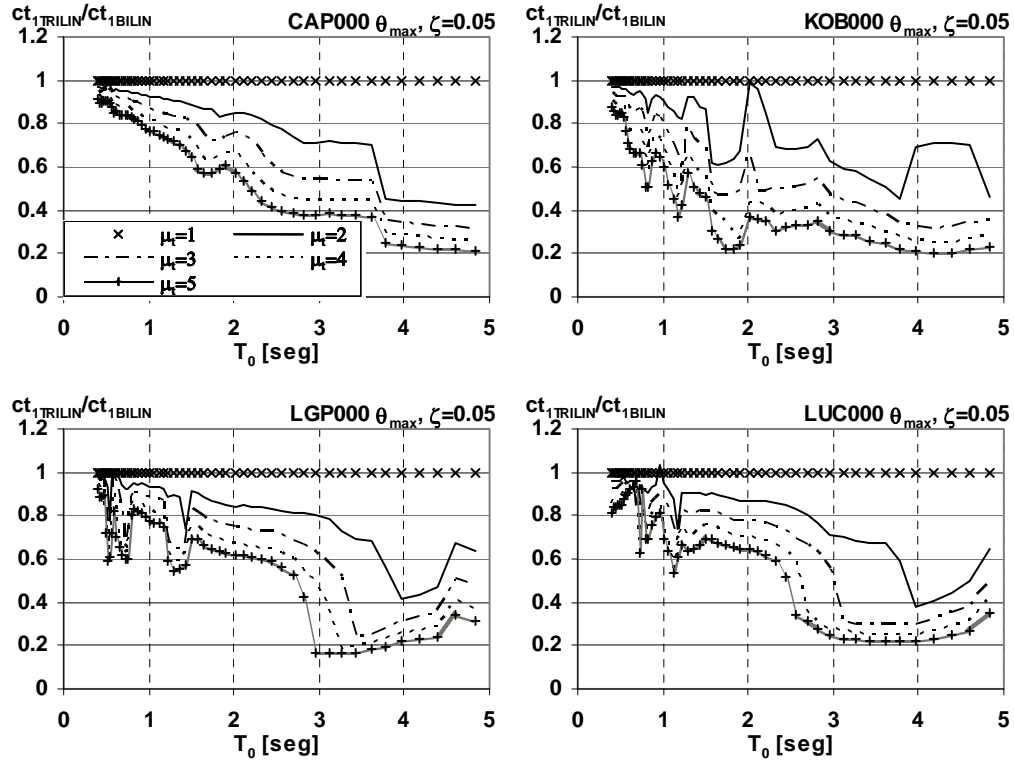 ct1TRILIN/ct1BILIN CAP000 θmax, ζ=0.05
1.2
1
0.8
0.6
0.4
0.2
0
μt=1 μt=2
μt=3 μt=4
μt=5
0 1 2 3 4 5
T0 [seg]
ct1TRILIN/ct1BILIN KOB000 θmax, ζ=0.05
1.2
1
0.8
0.6
0.4
0.2
0
0 1 2 3 4 5
T0 [seg]
ct1TRILIN/ct1BILIN LGP000 θmax, ζ=0.05
1.2
1
0.8
0.6
0.4
0.2
0
0 1 2 3 4 5
T0 [seg]
ct1TRILIN/ct1BILIN LUC000 θmax, ζ=0.05
1.2
1
0.8
0.6
0.4
0.2
0
0 1 2 3 4 5
T0 [seg]